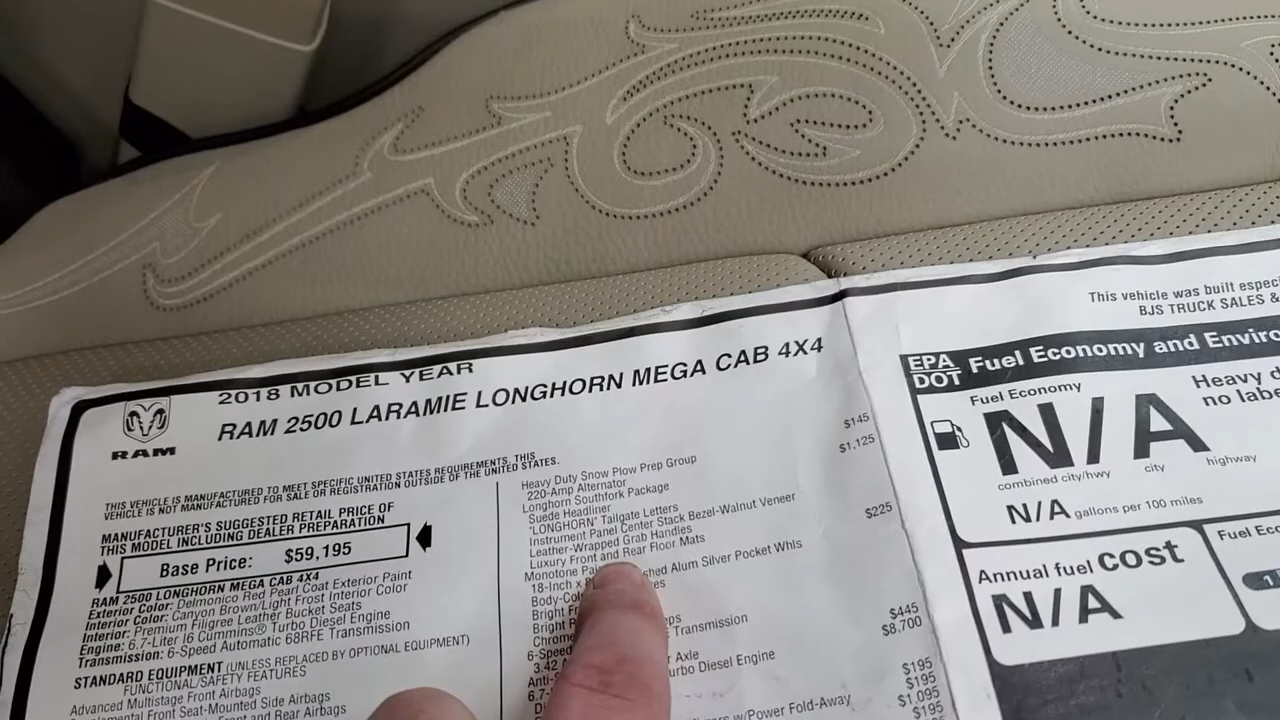 2018 MODEL YEAR
RAM 2500 LARAMIE LONGHORN MEGA CAB 4X4
RAM
THIS VEHICLE IS MANUFACTURED TO MEET SPECIFIC UNITED STATES REQUIREMENTS. THIS
VEHICLE IS NOT MANUFACTURED FOR SALE OR REGISTRATION OUTSIDE OF THE UNITED STATES.
MANUFACTURER'S SUGGESTED RETAIL PRICE OF
THIS MODEL INCLUDING DEALER PREPARATION
Base Price: $59,195
RAM 2500 LONGHORN MEGA CAB 4X4
Exterior Color: Delmonico Red Pearl Coat Exterior Paint
Interior Color: Canyon Brown/Light Frost Interior Color
Interior: Premium Filigree Leather Bucket Seats
Engine: 6.7-Liter I6 Cummins® Turbo Diesel Engine
Transmission: 6-Speed Automatic 68RFE Transmission
STANDARD EQUIPMENT (UNLESS REPLACED BY OPTIONAL EQUIPMENT)
FUNCTIONAL/SAFETY FEATURES
Advanced Multistage Front Airbags
Seat-Mounted Side Airbags
Front and Rear Airbags
Heavy Duty Snow Plow Prep Group $145
220-Amp Alternator
Longhorn Southfork Package $1,125
Suede Headliner
"LONGHORN" Tailgate Letters
Instrument Panel Center Stack Bezel-Walnut Veneer
Leather-Wrapped Grab Handles
Luxury Front and Rear Floor Mats
Monotone $225
18-Inch x Alum Silver Pocket Whls
Bright
Bright
Chrome
6-Speed Transmission $445
3.42 Axle
Turbo Diesel Engine $8,700
$195
w/Power Fold-Away $195
$1,095
$195
This vehicle was built
BJS TRUCK SALES &
EPA
DOT
Fuel Economy and
Fuel Economy
N/A
Heavy
no
combined city/hwy city highway
N/A gallons per 100 miles
Annual fuel cost
N/A
Fuel
1